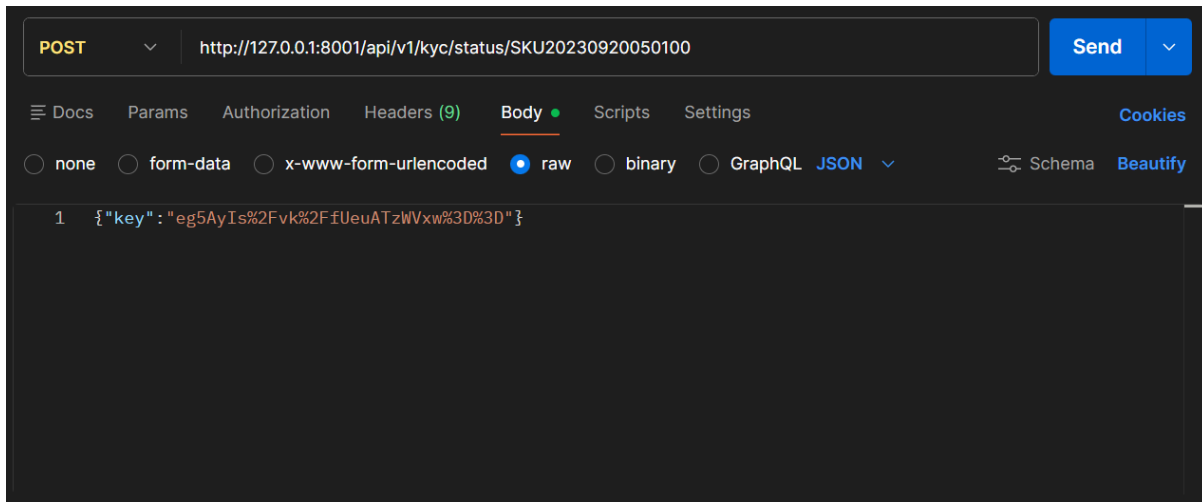 POST http://127.0.0.1:8001/api/v1/kyc/status/SKU20230920050100 Send
Docs Params Authorization Headers (9) Body Scripts Settings Cookies
none form-data x-www-form-urlencoded raw binary GraphQL JSON Schema Beautify
1 {"key":"eg5AyIs%2Fvk%2FfUeuATzWVxw%3D%3D"}